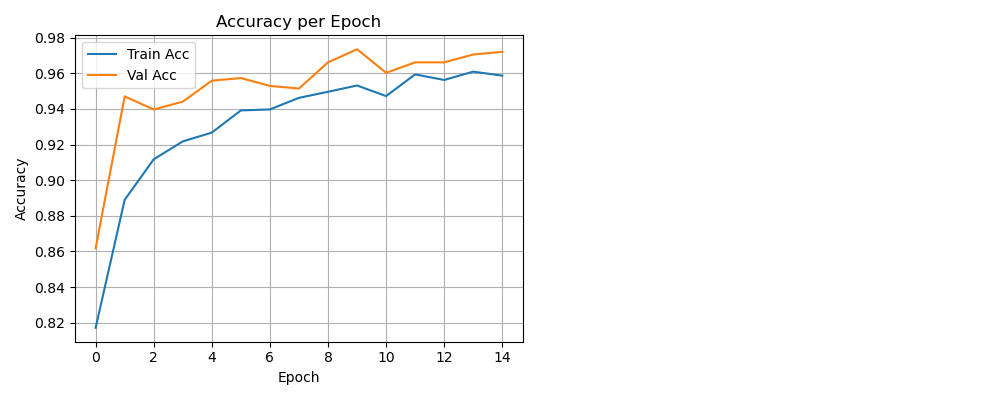 Accuracy per Epoch
Train Acc
Val Acc
0.98
0.96
0.94
0.92
0.90
0.88
0.86
0.84
0.82
Accuracy
0 2 4 6 8 10 12 14
Epoch